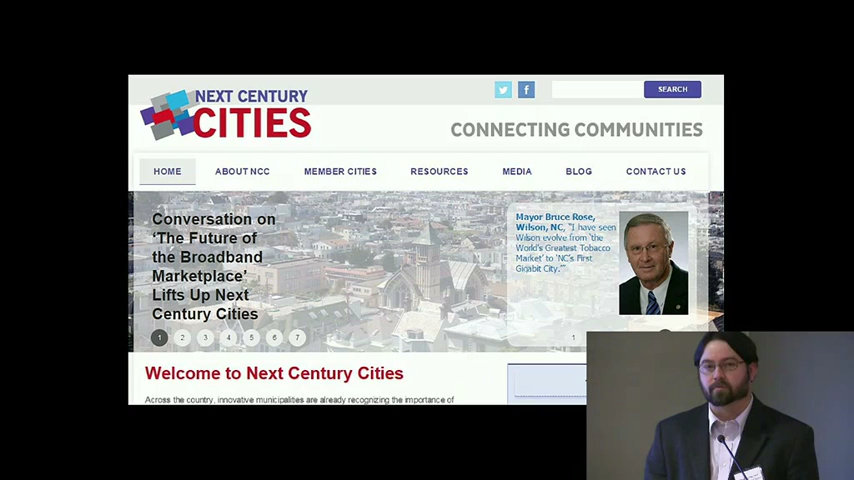 NEXT CENTURY
CITIES
SEARCH
CONNECTING COMMUNITIES
HOME
ABOUT NCC
MEMBER CITIES
RESOURCES
MEDIA
BLOG
CONTACT US
Conversation on
‘The Future of
the Broadband
Marketplace’
Lifts Up Next
Century Cities
1 2 3 4 5 6 7
Mayor Bruce Rose,
Wilson, NC, "I have seen
Wilson evolve from ‘the
World's Greatest Tobacco
Market’ to ‘NC's First
Gigabit City.’"
1
Welcome to Next Century Cities
Across the country, innovative municipalities are already recognizing the importance of